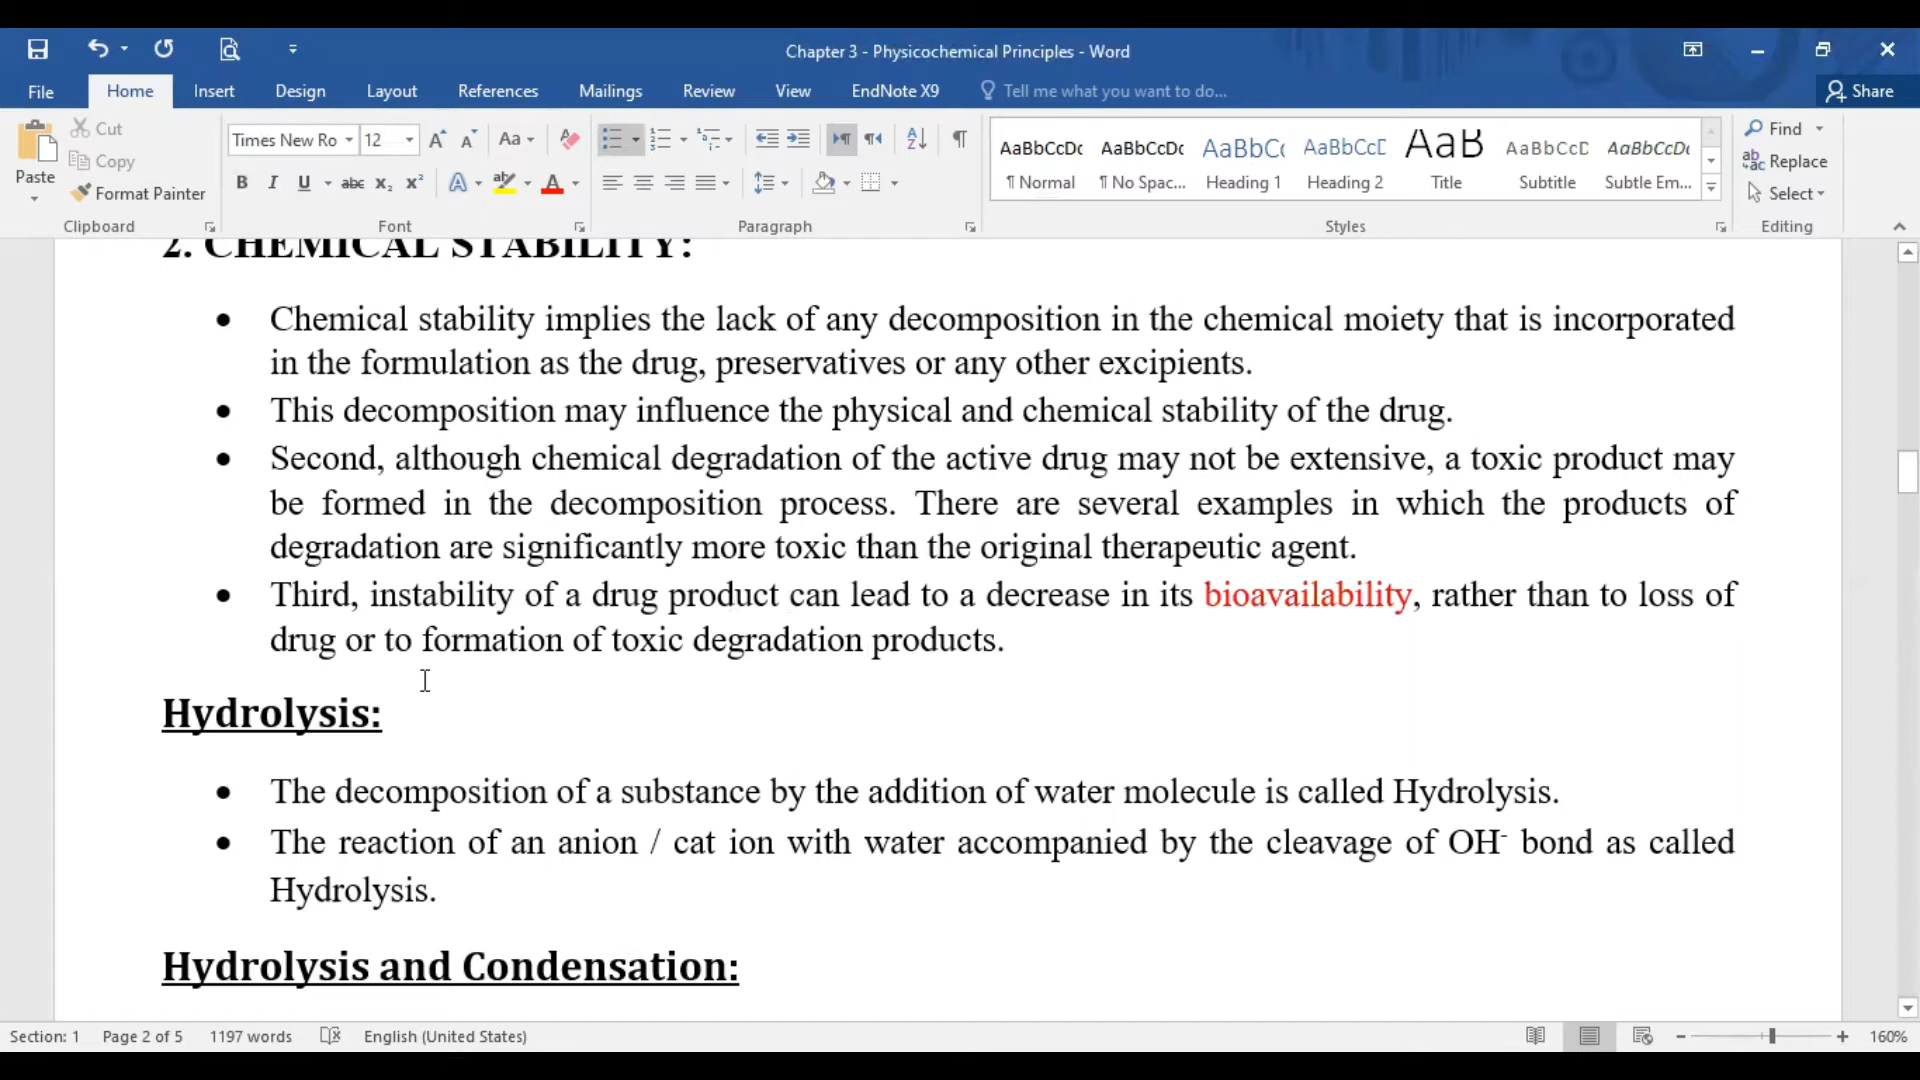 Chapter 3 - Physicochemical Principles - Word
File Home Insert Design Layout References Mailings Review View EndNote X9 Tell me what you want to do... Share
Paste
Cut
Copy
Format Painter
Clipboard
Times New Ro 12
Font
Paragraph
AaBbCcDc AaBbCcDc AaBbCc AaBbCcD AaB AaBbCcD AaBbCcDc
¶ Normal ¶ No Spac... Heading 1 Heading 2 Title Subtitle Subtle Em...
Styles
Find
Replace
Select
Editing
2. CHEMICAL STABILITY:
• Chemical stability implies the lack of any decomposition in the chemical moiety that is incorporated
in the formulation as the drug, preservatives or any other excipients.
• This decomposition may influence the physical and chemical stability of the drug.
• Second, although chemical degradation of the active drug may not be extensive, a toxic product may
be formed in the decomposition process. There are several examples in which the products of
degradation are significantly more toxic than the original therapeutic agent.
• Third, instability of a drug product can lead to a decrease in its bioavailability, rather than to loss of
drug or to formation of toxic degradation products.
Hydrolysis:
• The decomposition of a substance by the addition of water molecule is called Hydrolysis.
• The reaction of an anion / cat ion with water accompanied by the cleavage of OH⁻ bond as called
Hydrolysis.
Hydrolysis and Condensation:
Section: 1 Page 2 of 5 1197 words English (United States) 160%